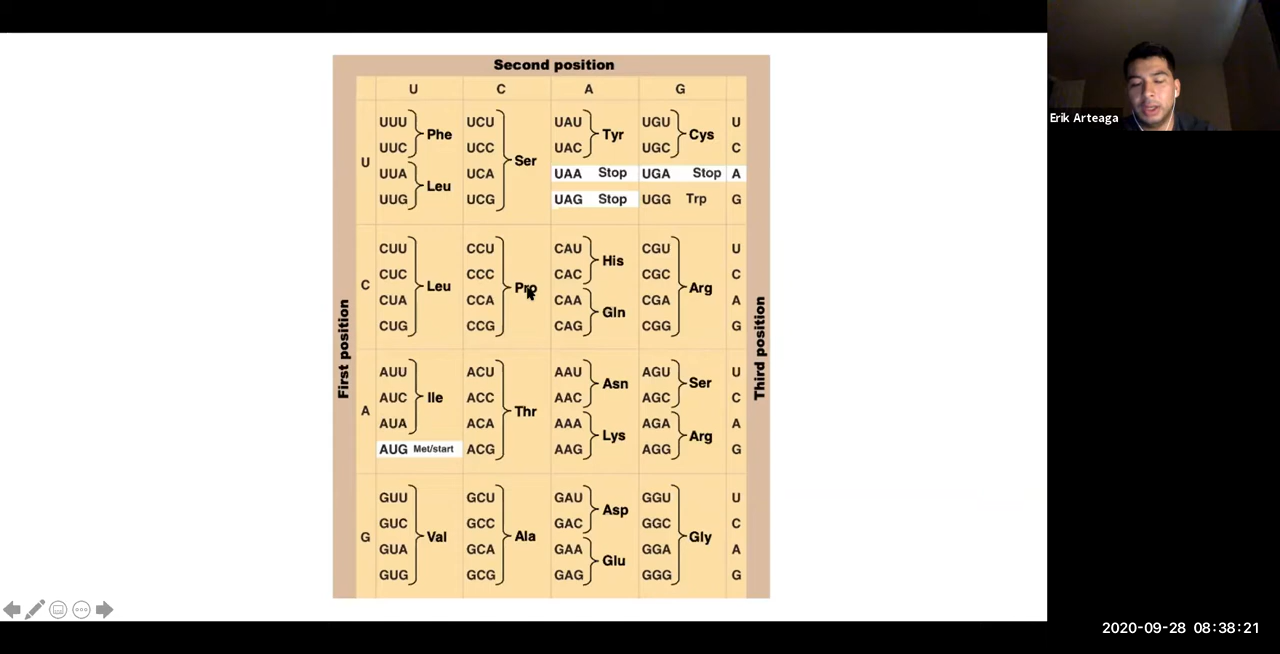 Second position
U C A G
UUU UCU UAU UGU U
Phe Tyr Cys
UUC UCC UAC UGC C
U Ser
UUA UCA UAA Stop UGA Stop A
Leu
UUG UCG UAG Stop UGG Trp G
CUU CCU CAU CGU U
His
CUC CCC CAC CGC C
C Leu Pro Arg
CUA CCA CAA CGA A
Gln
CUG CCG CAG CGG G
First position
Third position
AUU ACU AAU AGU U
Asn Ser
AUC Ile ACC AAC AGC C
A Thr
AUA ACA AAA AGA A
Lys Arg
AUG Met/start ACG AAG AGG G
GUU GCU GAU GGU U
Asp
GUC GCC GAC GGC C
G Val Ala Gly
GUA GCA GAA GGA A
Glu
GUG GCG GAG GGG G
Erik Arteaga
2020-09-28 08:38:21